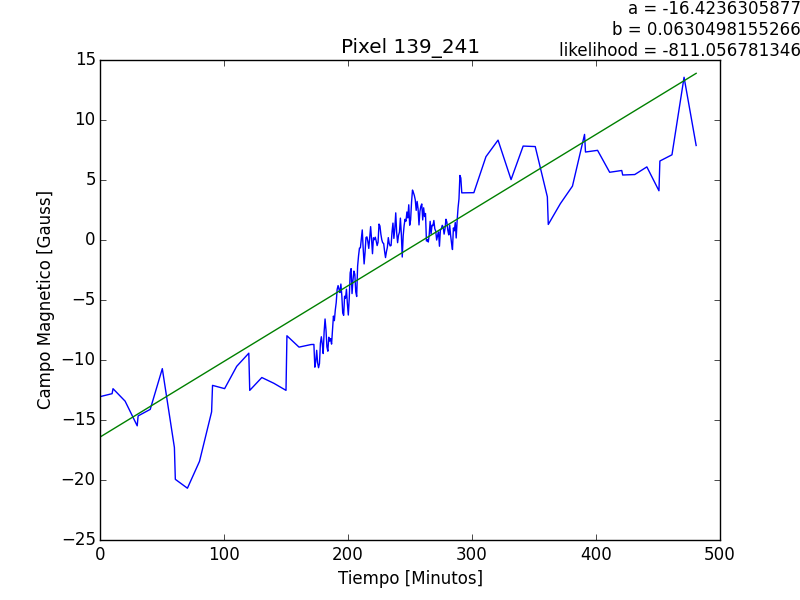 a = -16.4236305877
b = 0.0630498155266
likelihood = -811.056781346
Pixel 139_241
15
10
5
0
−5
−10
−15
−20
−25
Campo Magnetico [Gauss]
0 100 200 300 400 500
Tiempo [Minutos]